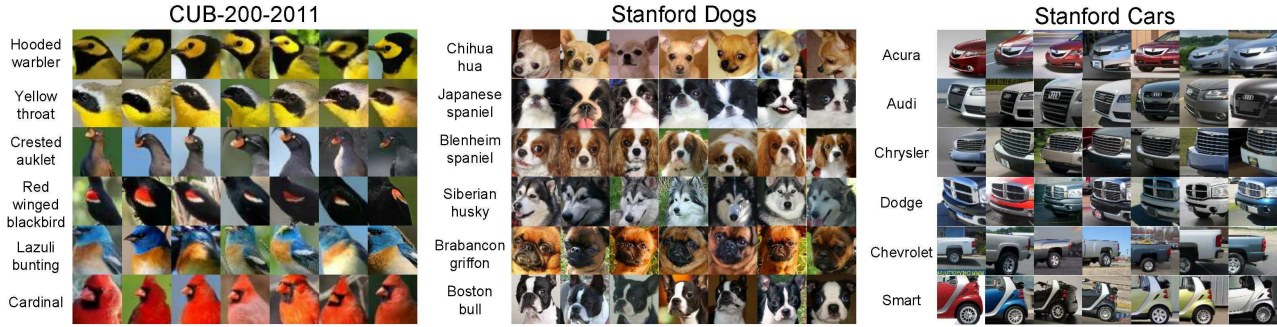 CUB-200-2011
Hooded
warbler
Yellow
throat
Crested
auklet
Red
winged
blackbird
Lazuli
bunting
Cardinal
Stanford Dogs
Chihua
hua
Japanese
spaniel
Blenheim
spaniel
Siberian
husky
Brabancon
griffon
Boston
bull
Stanford Cars
Acura
Audi
Chrysler
Dodge
Chevrolet
Smart